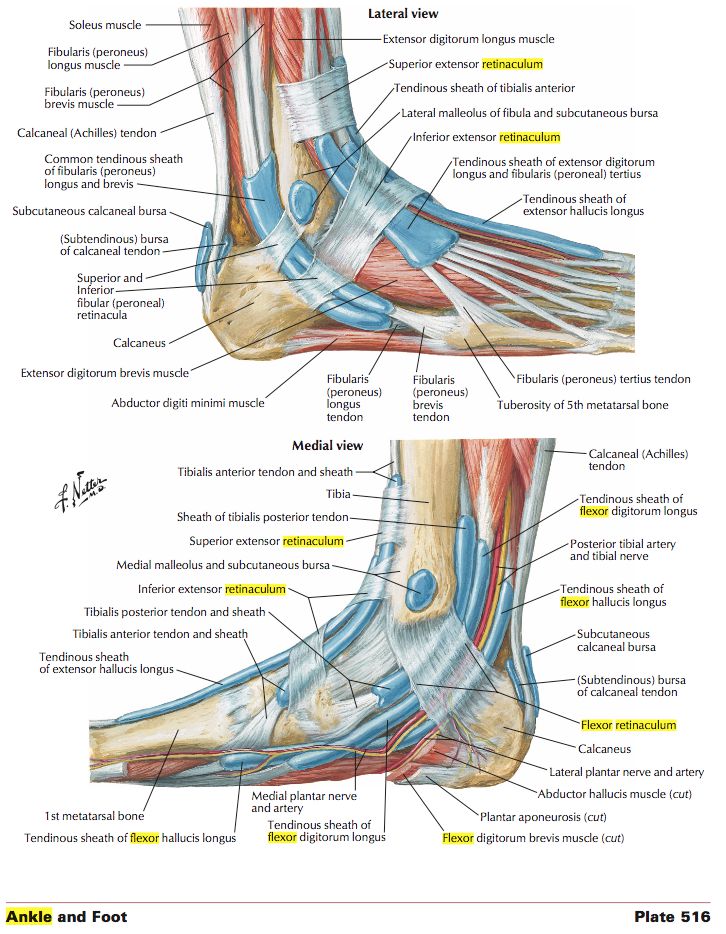 Lateral view
Soleus muscle
Fibularis (peroneus)
longus muscle
Fibularis (peroneus)
brevis muscle
Calcaneal (Achilles) tendon
Common tendinous sheath
of fibularis (peroneus)
longus and brevis
Subcutaneous calcaneal bursa
(Subtendinous) bursa
of calcaneal tendon
Superior and
Inferior
fibular (peroneal)
retinacula
Calcaneus
Extensor digitorum brevis muscle
Abductor digiti minimi muscle
Extensor digitorum longus muscle
Superior extensor retinaculum
Tendinous sheath of tibialis anterior
Lateral malleolus of fibula and subcutaneous bursa
Inferior extensor retinaculum
Tendinous sheath of extensor digitorum
longus and fibularis (peroneal) tertius
Tendinous sheath of
extensor hallucis longus
Fibularis
(peroneus)
longus
tendon
Fibularis
(peroneus)
brevis
tendon
Fibularis (peroneus) tertius tendon
Tuberosity of 5th metatarsal bone
Medial view
F. Netter
M.D.
Tibialis anterior tendon and sheath
Tibia
Sheath of tibialis posterior tendon
Superior extensor retinaculum
Medial malleolus and subcutaneous bursa
Inferior extensor retinaculum
Tibialis posterior tendon and sheath
Tibialis anterior tendon and sheath
Tendinous sheath
of extensor hallucis longus
1st metatarsal bone
Tendinous sheath of flexor hallucis longus
Medial plantar nerve
and artery
Tendinous sheath of
flexor digitorum longus
Calcaneal (Achilles)
tendon
Tendinous sheath of
flexor digitorum longus
Posterior tibial artery
and tibial nerve
Tendinous sheath of
flexor hallucis longus
Subcutaneous
calcaneal bursa
(Subtendinous) bursa
of calcaneal tendon
Flexor retinaculum
Calcaneus
Lateral plantar nerve and artery
Abductor hallucis muscle (cut)
Plantar aponeurosis (cut)
Flexor digitorum brevis muscle (cut)
Ankle and Foot
Plate 516